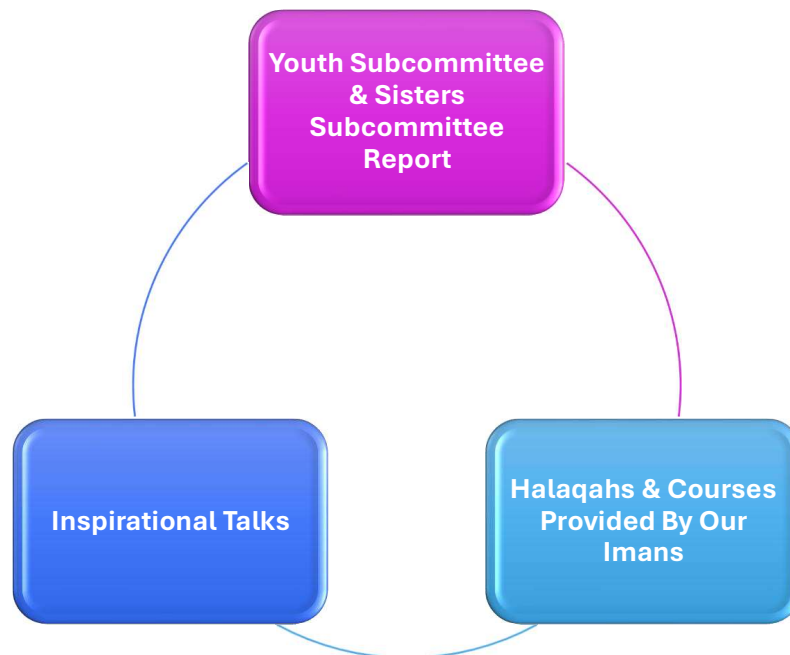 Youth Subcommittee
& Sisters
Subcommittee
Report
Inspirational Talks
Halaqahs & Courses
Provided By Our
Imans